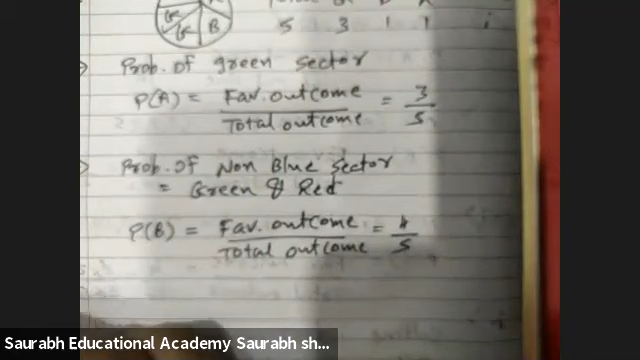 G
G
G B
5 3 1 1
Prob. of green sector
P(A) = Fav. outcome / Total outcome = 3/5
Prob. of Non Blue sector
= Green & Red
P(B) = Fav. outcome / Total outcome = 4/5
Saurabh Educational Academy Saurabh sh...